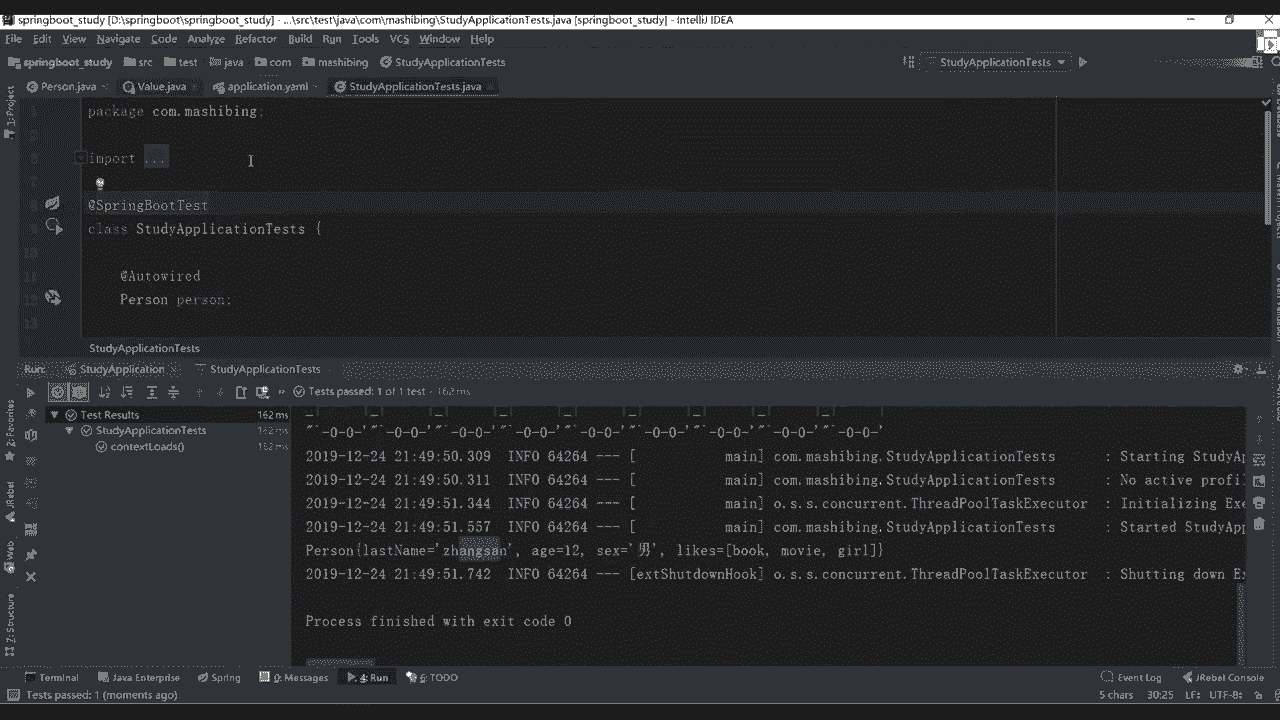 springboot_study [D:\springboot\springboot_study] - ...\src\test\java\com\mashibing\StudyApplicationTests.java [springboot_study] - IntelliJ IDEA
File Edit View Navigate Code Analyze Refactor Build Run Tools VCS Window Help
springboot_study src test java com mashibing StudyApplicationTests StudyApplicationTests
Person.java Value.java application.yaml StudyApplicationTests.java
1: Project
package com.mashibing;
import ...
@SpringBootTest
class StudyApplicationTests {
@Autowired
Person person;
StudyApplicationTests
Run: StudyApplication StudyApplicationTests
Tests passed: 1 of 1 test - 162 ms
Test Results 162 ms
StudyApplicationTests 162 ms
contextLoads() 162 ms
"¯-0-0-'"¯-0-0-'"¯-0-0-'"¯-0-0-'"¯-0-0-'"¯-0-0-'"¯-0-0-'"¯-0-0-'"¯-0-0-'
2019-12-24 21:49:50.309 INFO 64264 --- [ main] com.mashibing.StudyApplicationTests : Starting StudyAp
2019-12-24 21:49:50.311 INFO 64264 --- [ main] com.mashibing.StudyApplicationTests : No active profil
2019-12-24 21:49:51.344 INFO 64264 --- [ main] o.s.s.concurrent.ThreadPoolTaskExecutor : Initializing Exe
2019-12-24 21:49:51.557 INFO 64264 --- [ main] com.mashibing.StudyApplicationTests : Started StudyApp
Person{lastName='zhangsan', age=12, sex='男', likes=[book, movie, girl]}
2019-12-24 21:49:51.742 INFO 64264 --- [extShutdownHook] o.s.s.concurrent.ThreadPoolTaskExecutor : Shutting down Ex
Process finished with exit code 0
2: Favorites
JRebel
Web
7: Structure
Terminal Java Enterprise Spring 0: Messages 4: Run 6: TODO Event Log JRebel Console
Tests passed: 1 (moments ago) 5 chars 30:25 LF UTF-8